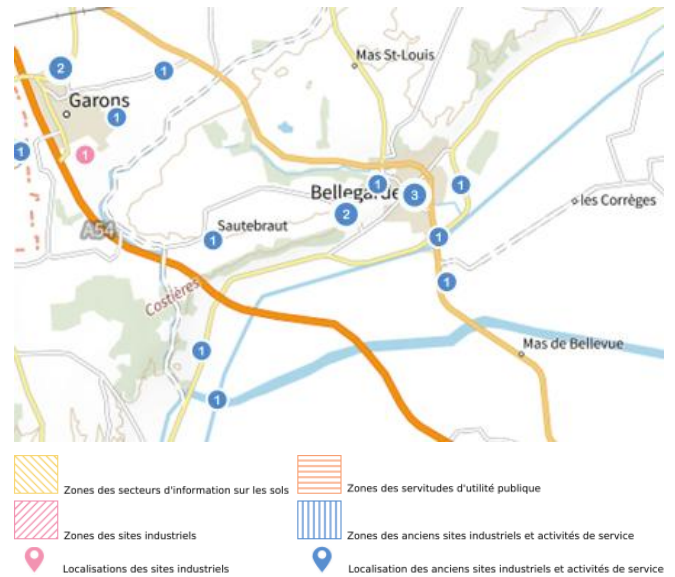 Mas St-Louis
2
1
Garons
1
1
1
Bellegarde
1
3
1
2
les Corrèges
A54
Sautebraut
1
1
1
Costières
1
Mas de Bellevue
1
Zones des secteurs d'information sur les sols
Zones des servitudes d'utilité publique
Zones des sites industriels
Zones des anciens sites industriels et activités de service
Localisations des sites industriels
Localisation des anciens sites industriels et activités de service